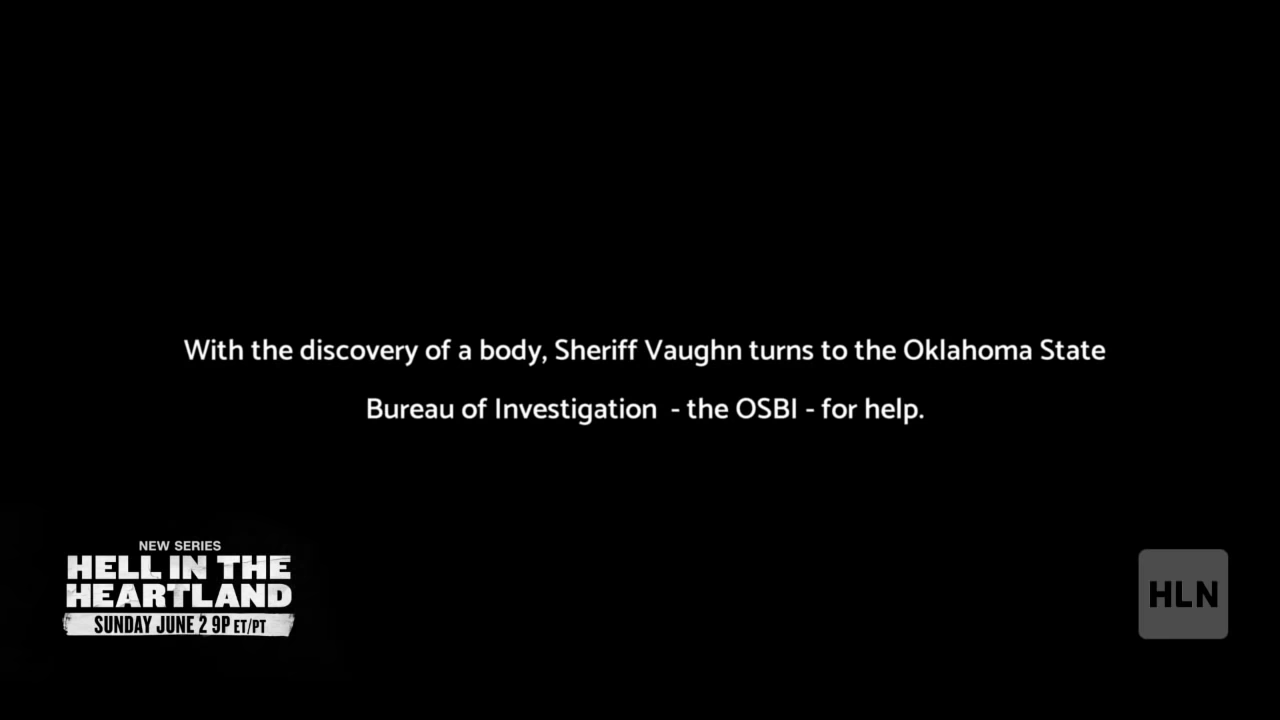 With the discovery of a body, Sheriff Vaughn turns to the Oklahoma State
Bureau of Investigation  - the OSBI - for help.
NEW SERIES
HELL IN THE
HEARTLAND
SUNDAY JUNE 2 9P ET/PT
HLN